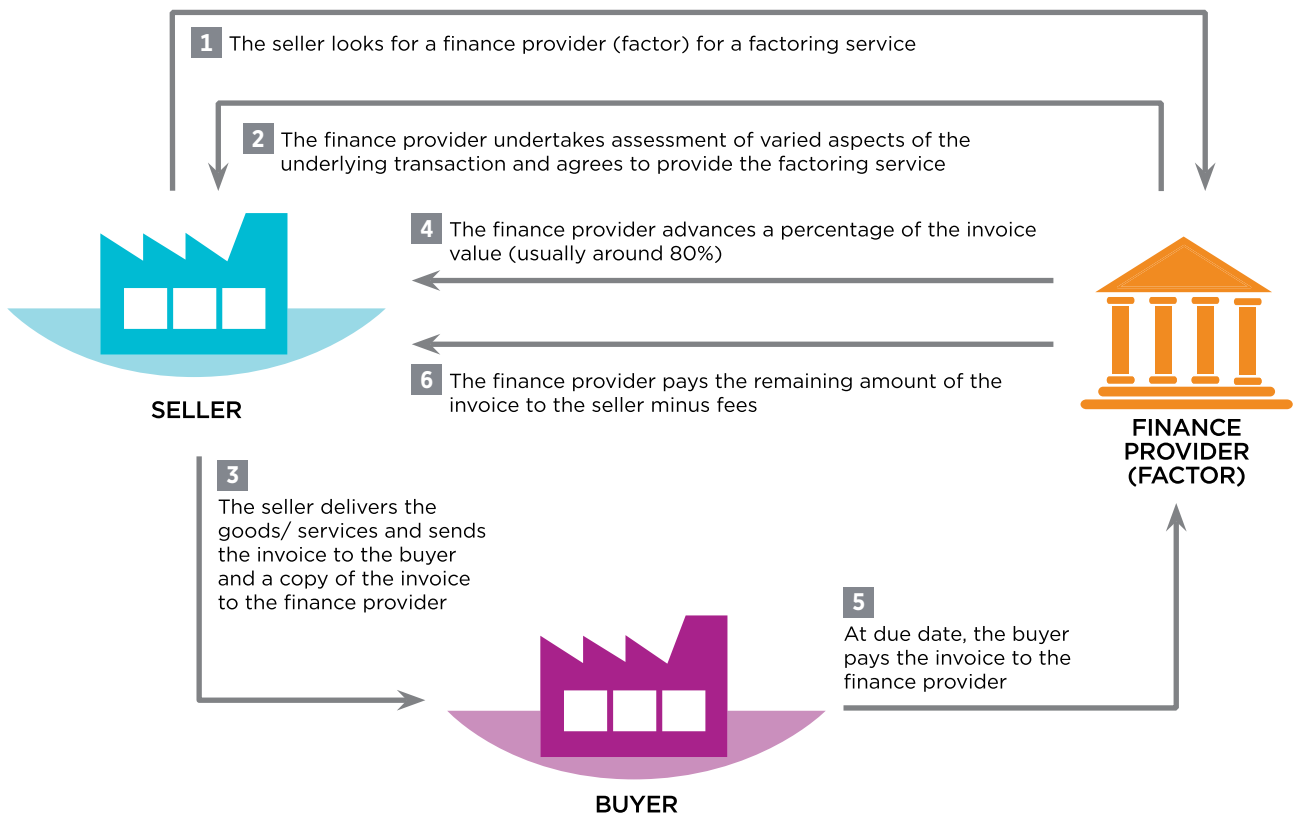 1
The seller looks for a finance provider (factor) for a factoring service
2
The finance provider undertakes assessment of varied aspects of the
underlying transaction and agrees to provide the factoring service
4
The finance provider advances a percentage of the invoice
value (usually around 80%)
6
The finance provider pays the remaining amount of the
invoice to the seller minus fees
SELLER
FINANCE
PROVIDER
(FACTOR)
3
The seller delivers the
goods/ services and sends
the invoice to the buyer
and a copy of the invoice
to the finance provider
5
At due date, the buyer
pays the invoice to the
finance provider
BUYER